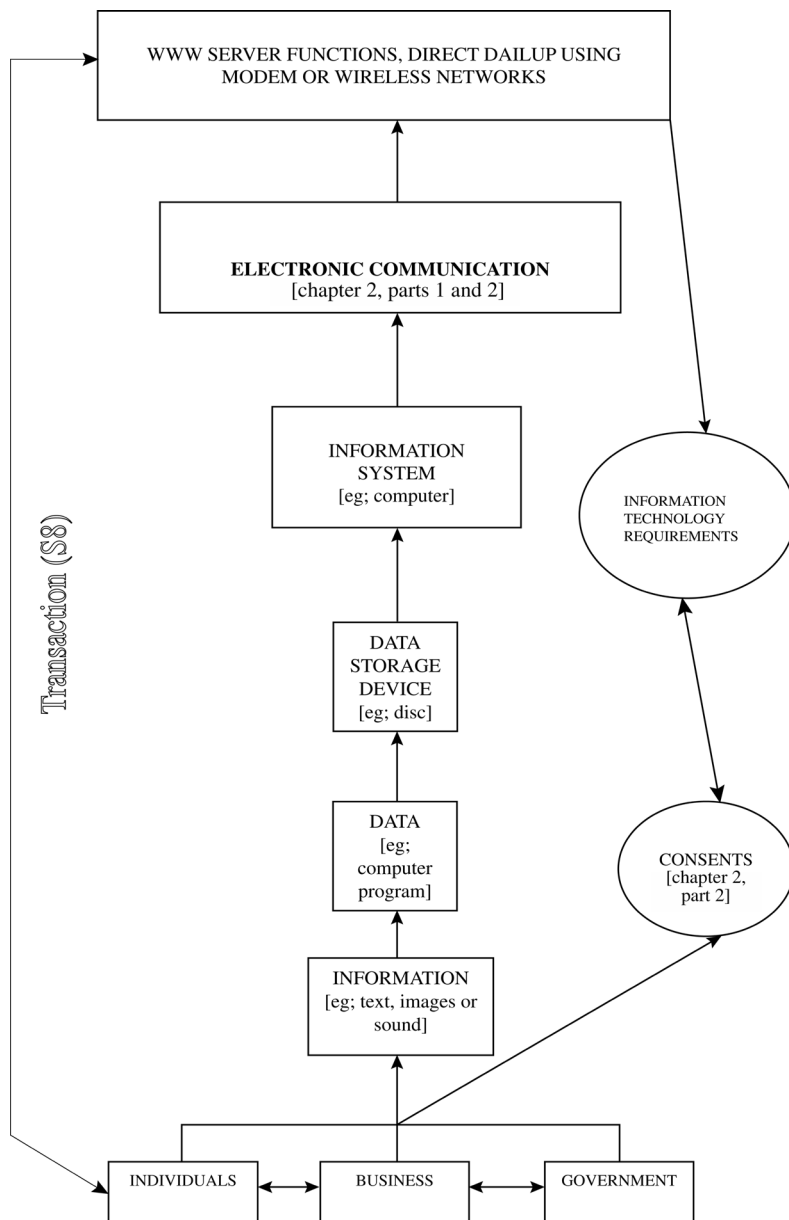 WWW SERVER FUNCTIONS, DIRECT DAILUP USING
MODEM OR WIRELESS NETWORKS
ELECTRONIC COMMUNICATION
[chapter 2, parts 1 and 2]
INFORMATION
SYSTEM
[eg; computer]
INFORMATION
TECHNOLOGY
REQUIREMENTS
Transaction (S8)
DATA
STORAGE
DEVICE
[eg; disc]
DATA
[eg;
computer
program]
CONSENTS
[chapter 2,
part 2]
INFORMATION
[eg; text, images or
sound]
INDIVIDUALS
BUSINESS
GOVERNMENT